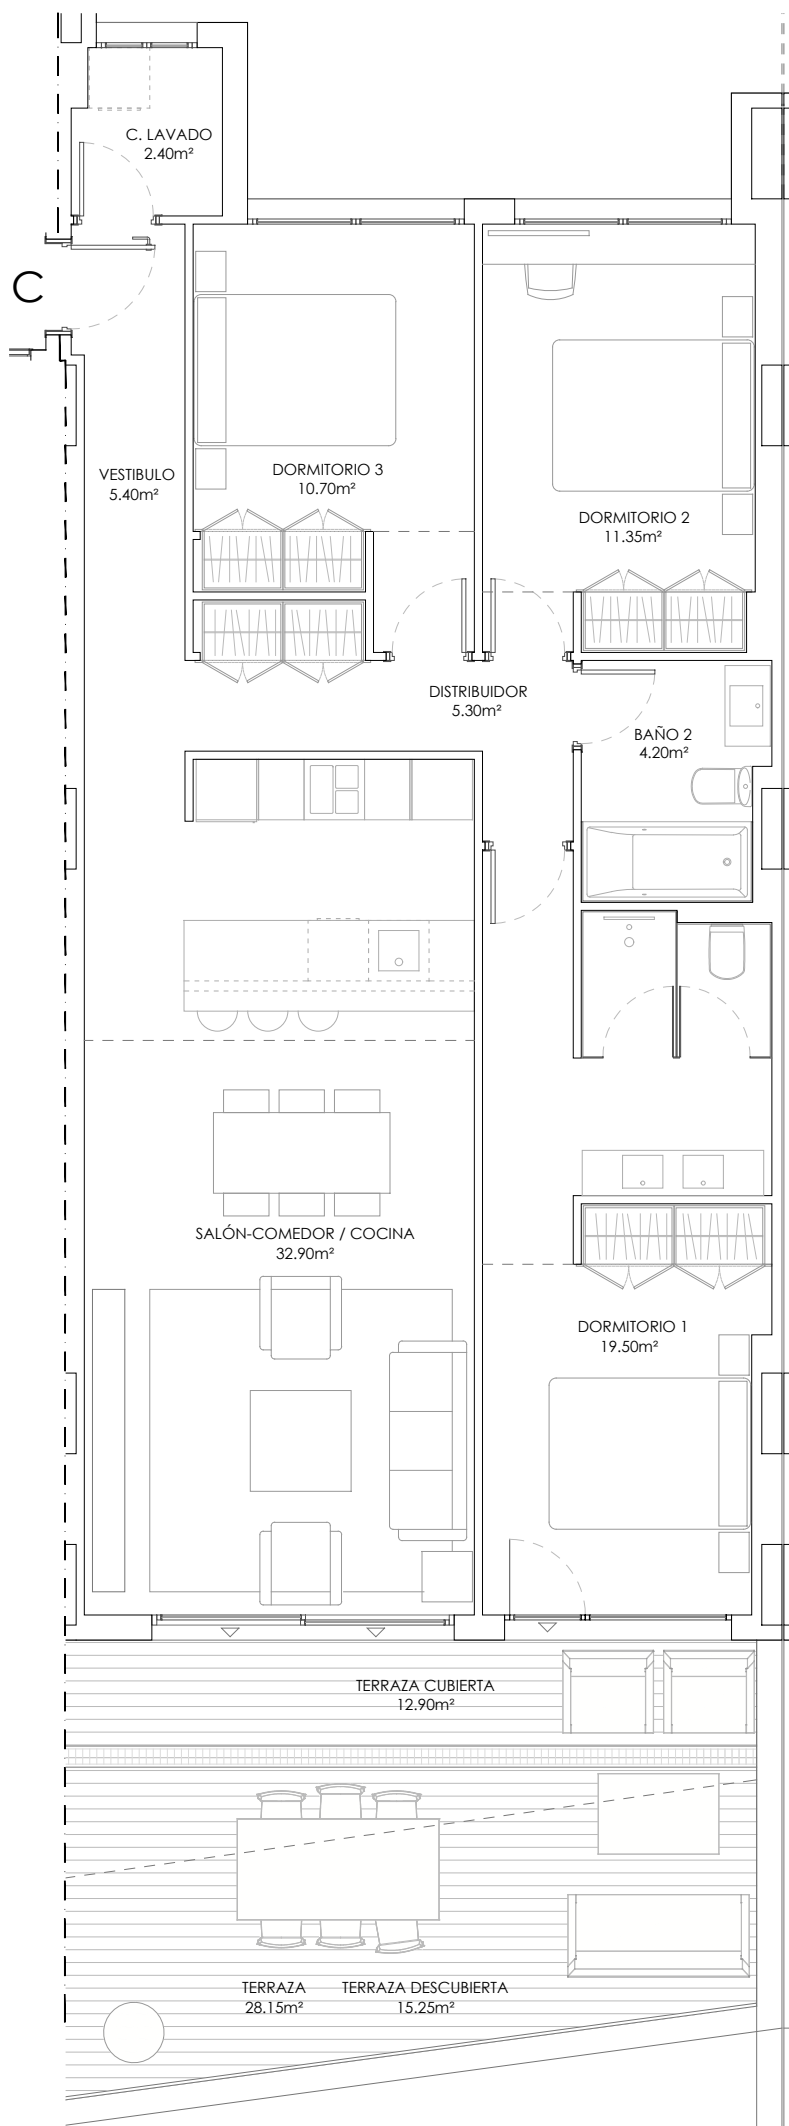 C. LAVADO
2.40m²
C
VESTIBULO
5.40m²
DORMITORIO 3
10.70m²
DORMITORIO 2
11.35m²
DISTRIBUIDOR
5.30m²
BAÑO 2
4.20m²
SALÓN-COMEDOR / COCINA
32.90m²
DORMITORIO 1
19.50m²
TERRAZA CUBIERTA
12.90m²
TERRAZA
28.15m²
TERRAZA DESCUBIERTA
15.25m²